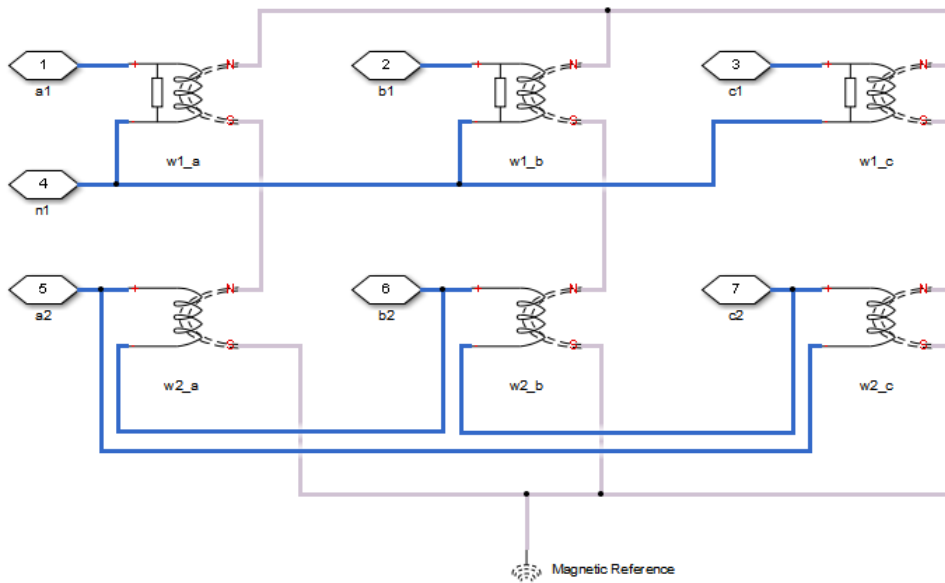 1
2
3
+
N
+
N
+
N
a1
b1
c1
S
S
S
w1_a
w1_b
w1_c
4
n1
5
6
7
+
N
+
N
+
N
a2
b2
c2
S
S
S
w2_a
w2_b
w2_c
Magnetic Reference